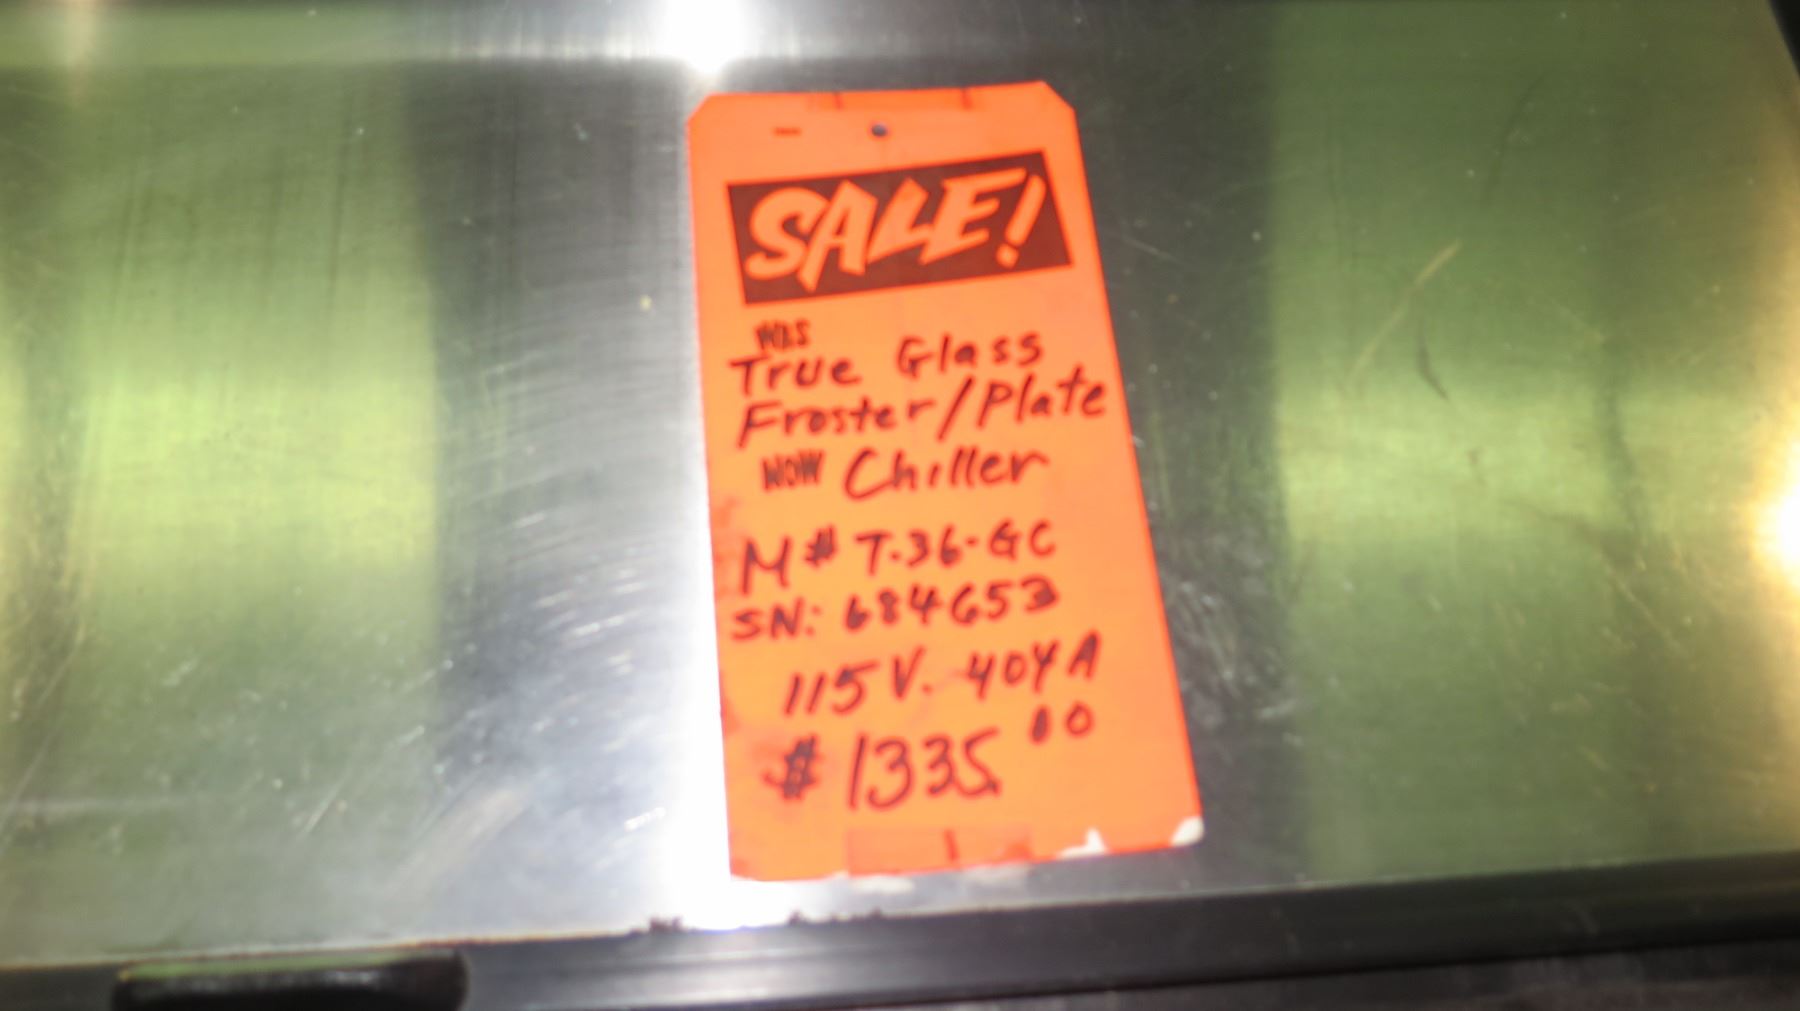 SALE!
WAS
True Glass
Froster/Plate
NOW Chiller
M# T-36-GC
SN: 684653
115V. 404A
$1335.00